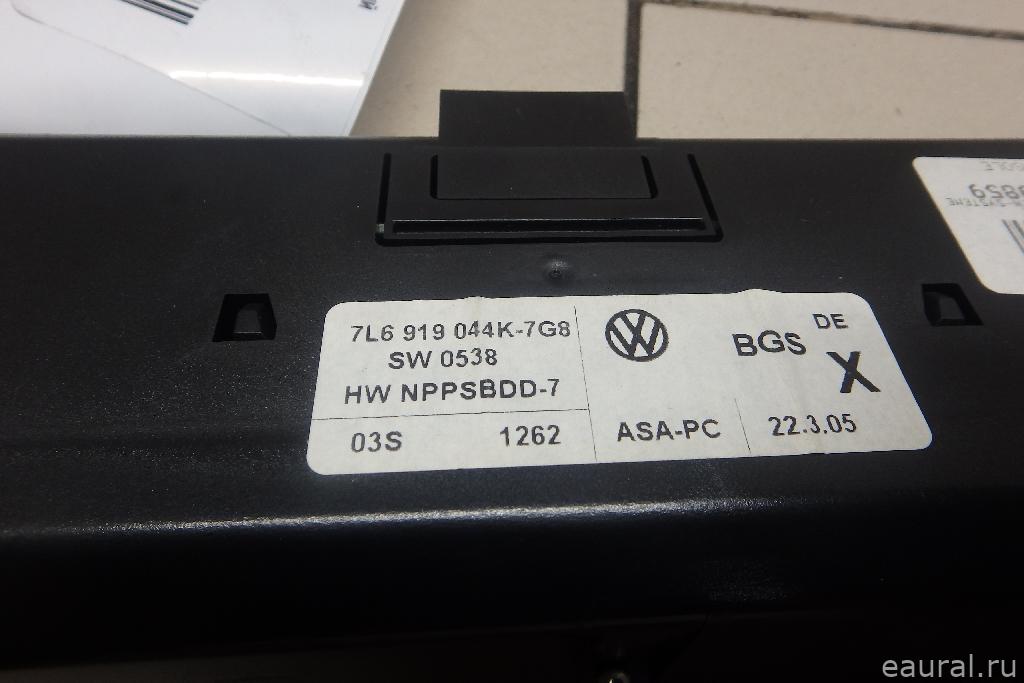 7L6 919 044K-7G8
SW 0538
HW NPPSBDD-7
03S 1262
BGS DE
X
ASA-PC 22.3.05
eaural.ru